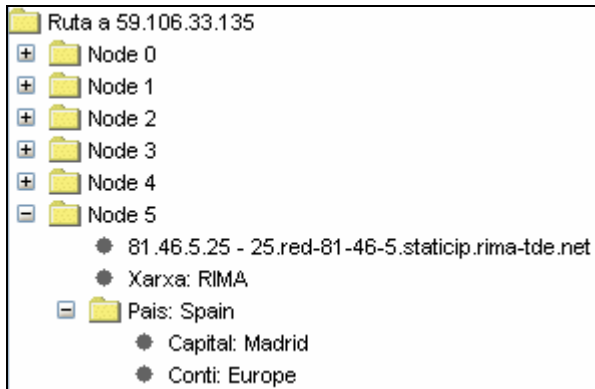 Ruta a 59.106.33.135
Node 0
Node 1
Node 2
Node 3
Node 4
Node 5
81.46.5.25 - 25.red-81-46-5.staticip.rima-tde.net
Xarxa: RIMA
Pais: Spain
Capital: Madrid
Conti: Europe